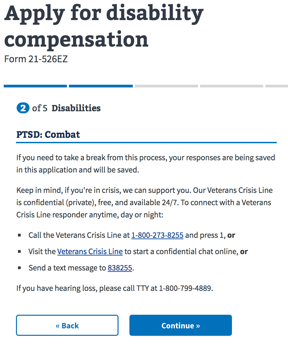 Apply for disability
compensation
Form 21-526EZ
2 of 5 Disabilities
PTSD: Combat
If you need to take a break from this process, your responses are being saved
in this application and will be saved.
Keep in mind, if you're in crisis, we can support you. Our Veterans Crisis Line
is confidential (private), free, and available 24/7. To connect with a Veterans
Crisis Line responder anytime, day or night:
• Call the Veterans Crisis Line at 1-800-273-8255 and press 1, or
• Visit the Veterans Crisis Line to start a confidential chat online, or
• Send a text message to 838255.
If you have hearing loss, please call TTY at 1-800-799-4889.
« Back
Continue »